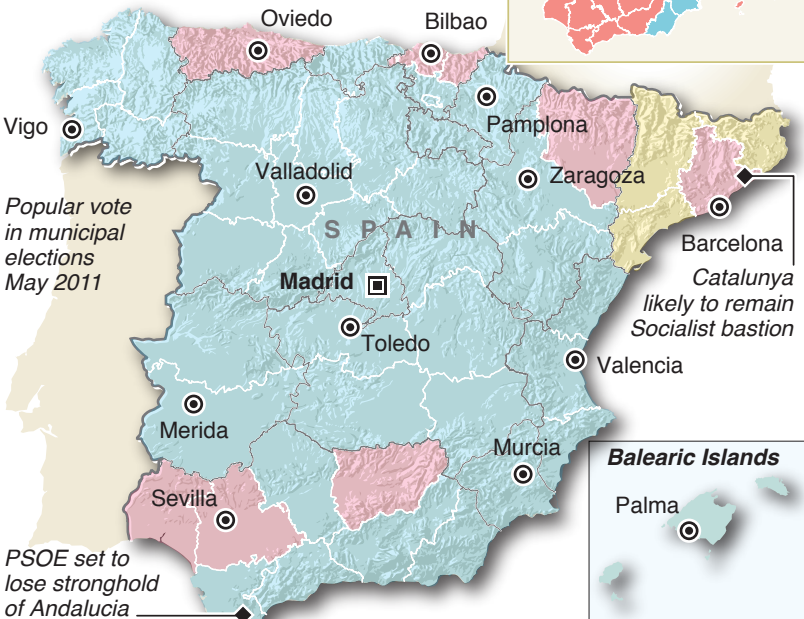 Oviedo
Bilbao
Vigo
Pamplona
Valladolid
Zaragoza
Popular vote
in municipal
elections
May 2011
SPAIN
Barcelona
Madrid
Catalunya
likely to remain
Socialist bastion
Toledo
Valencia
Merida
Murcia
Balearic Islands
Sevilla
Palma
PSOE set to
lose stronghold
of Andalucia